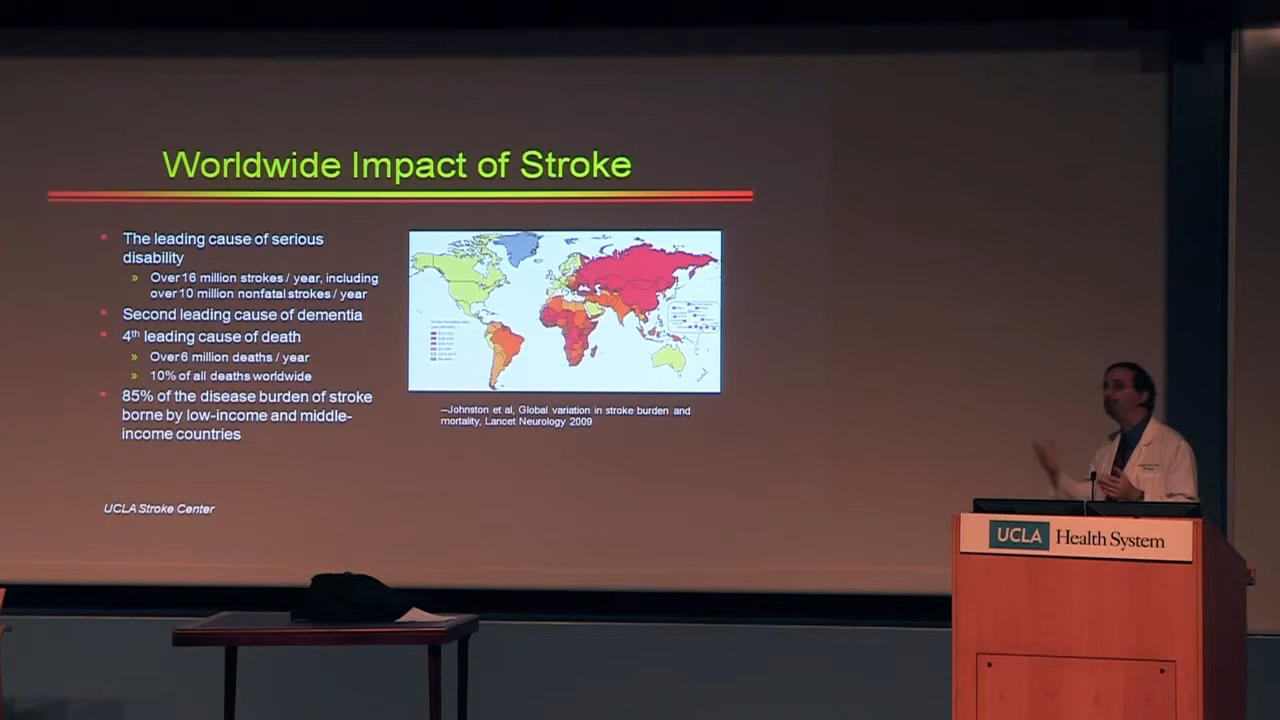 Worldwide Impact of Stroke
• The leading cause of serious
disability
» Over 16 million strokes / year, including
over 10 million nonfatal strokes / year
• Second leading cause of dementia
• 4th leading cause of death
» Over 6 million deaths / year
» 10% of all deaths worldwide
• 85% of the disease burden of stroke
borne by low-income and middle-
income countries
–Johnston et al, Global variation in stroke burden and
mortality, Lancet Neurology 2009
UCLA Stroke Center
UCLA Health System